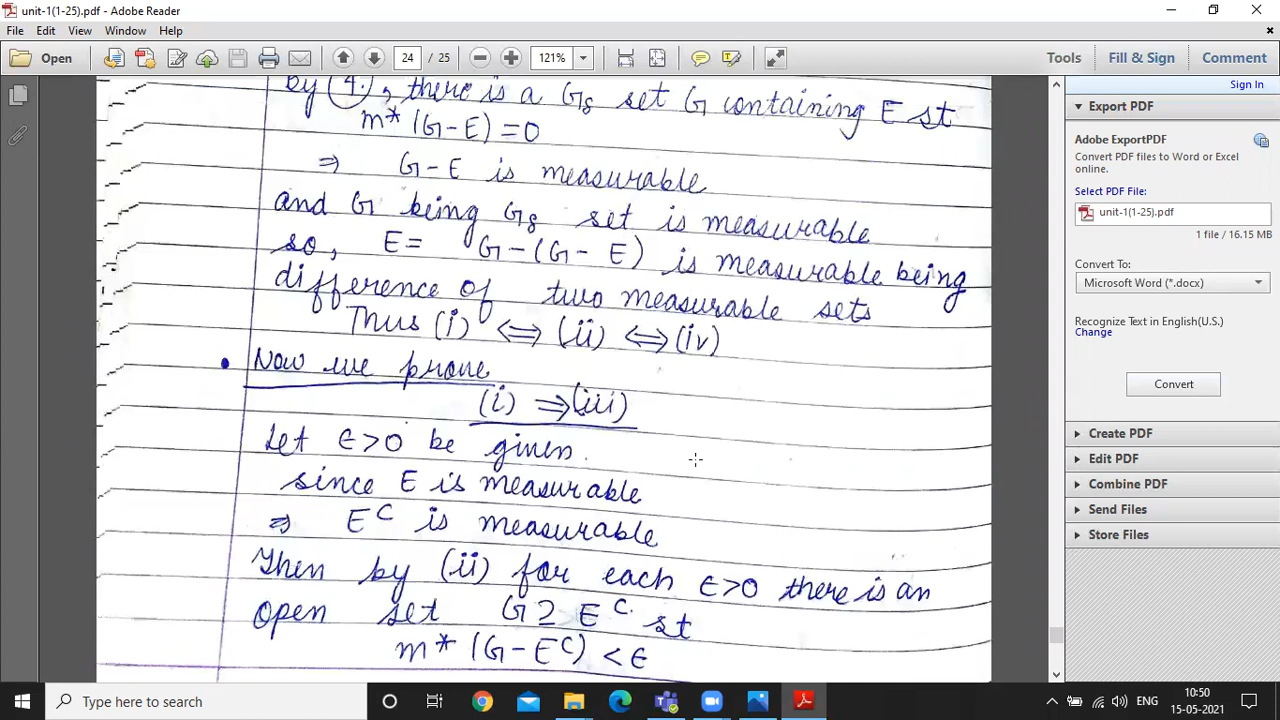 unit-1(1-25).pdf - Adobe Reader
File Edit View Window Help
Open 24 / 25 121% Tools Fill & Sign Comment
by 4., there is a Gδ set G containing E st
m* (G-E) = 0
⇒ G-E is measurable
and G being Gδ set is measurable
so, E = G-(G-E) is measurable being
difference of two measurable sets
Thus (i) ⟺ (ii) ⟺ (iv)
• Now we prove
(i) ⇒ (iii)
Let ϵ>0 be given.
since E is measurable
⇒ E^C is measurable
Then by (ii) for each ϵ>0 there is an
open set G ⊇ E^C. st
m* (G-E^C) < ϵ
Sign In
Export PDF
Adobe ExportPDF
Convert PDF files to Word or Excel
online.
Select PDF File:
unit-1(1-25).pdf
1 file / 16.15 MB
Convert To:
Microsoft Word (*.docx)
Recognize Text in English(U.S.)
Change
Convert
Create PDF
Edit PDF
Combine PDF
Send Files
Store Files
Type here to search
10:50
15-05-2021